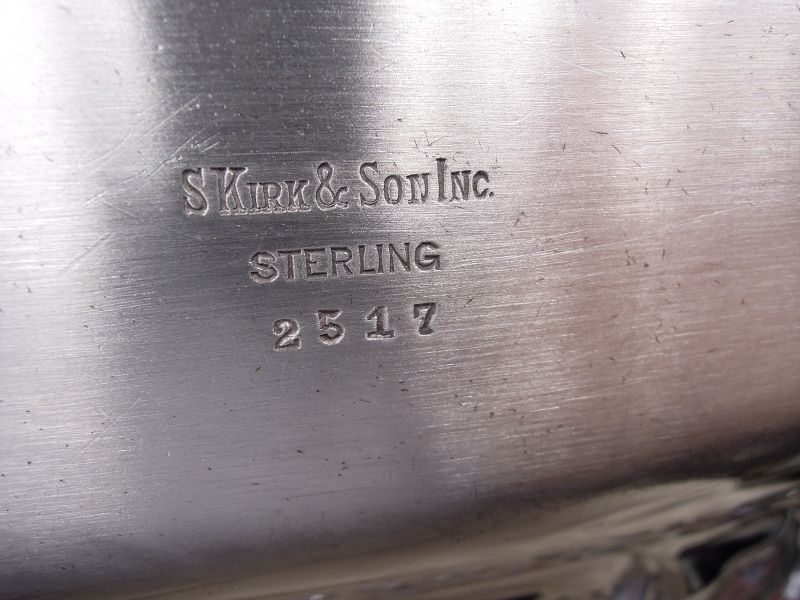 S KIRK & SON INC.
STERLING
2517